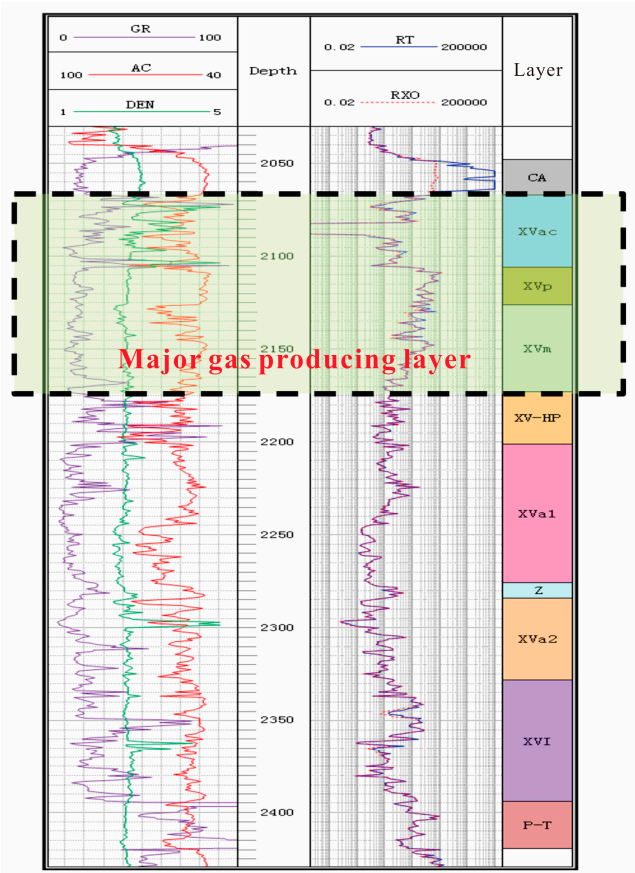 GR
0 100
AC
100 40
DEN
1 5
Depth
RT
0.02 200000
RXO
0.02 200000
Layer
2050
CA
XVac
2100
XVp
2150
XVm
Major gas producing layer
XV-HP
2200
XVa1
2250
Z
2300
XVa2
2350
XVI
2400
P-T